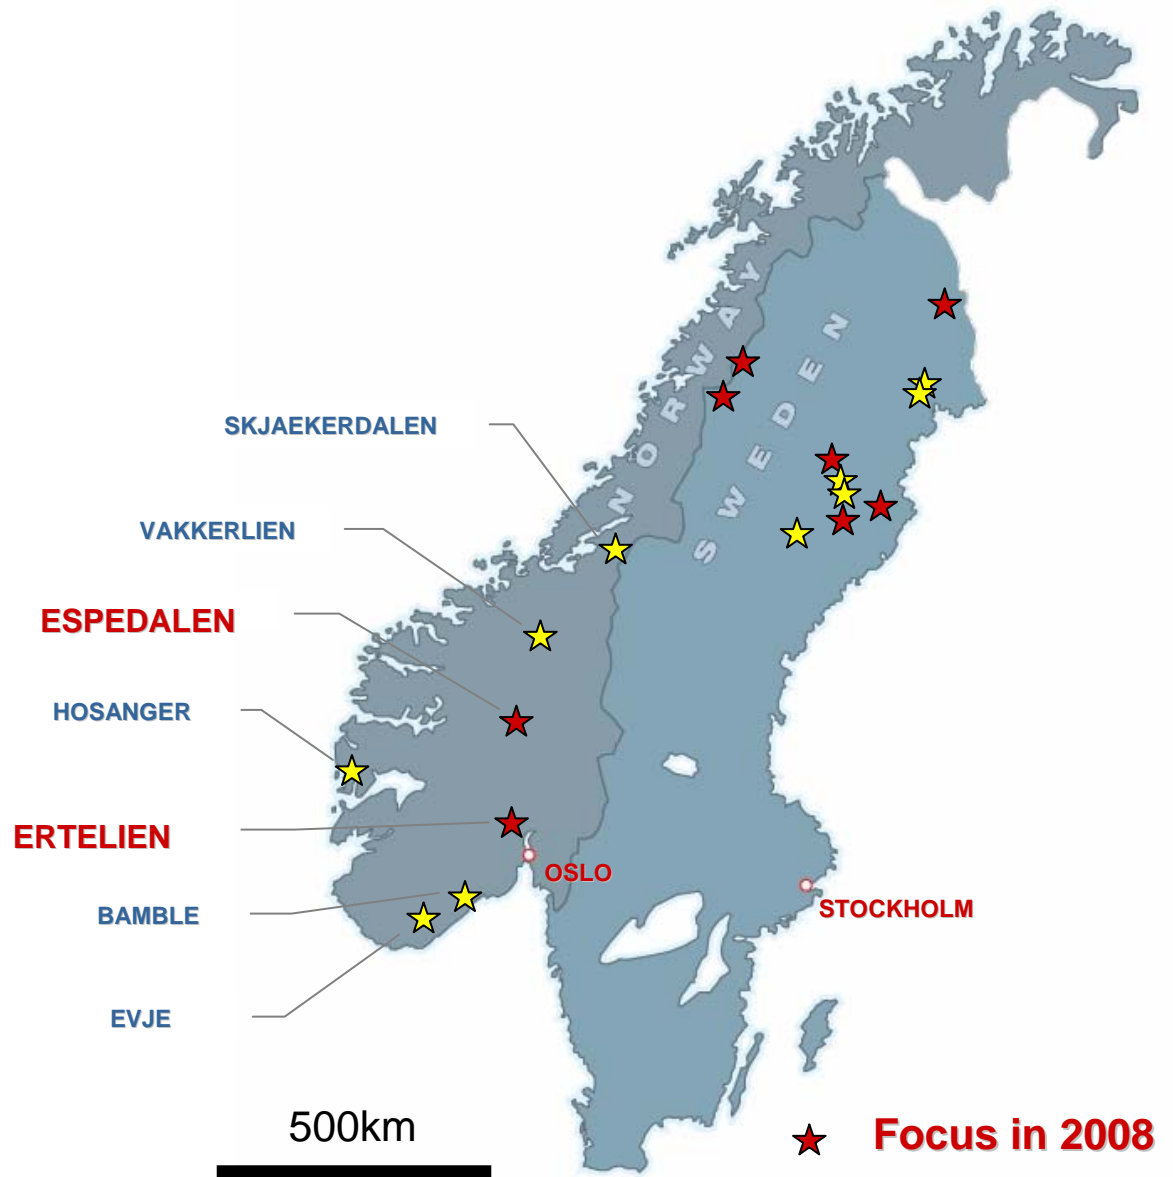 NORWAY
SWEDEN
SKJAEKERDALEN
VAKKERLIEN
ESPEDALEN
HOSANGER
ERTELIEN
OSLO
BAMBLE
STOCKHOLM
EVJE
500km
Focus in 2008